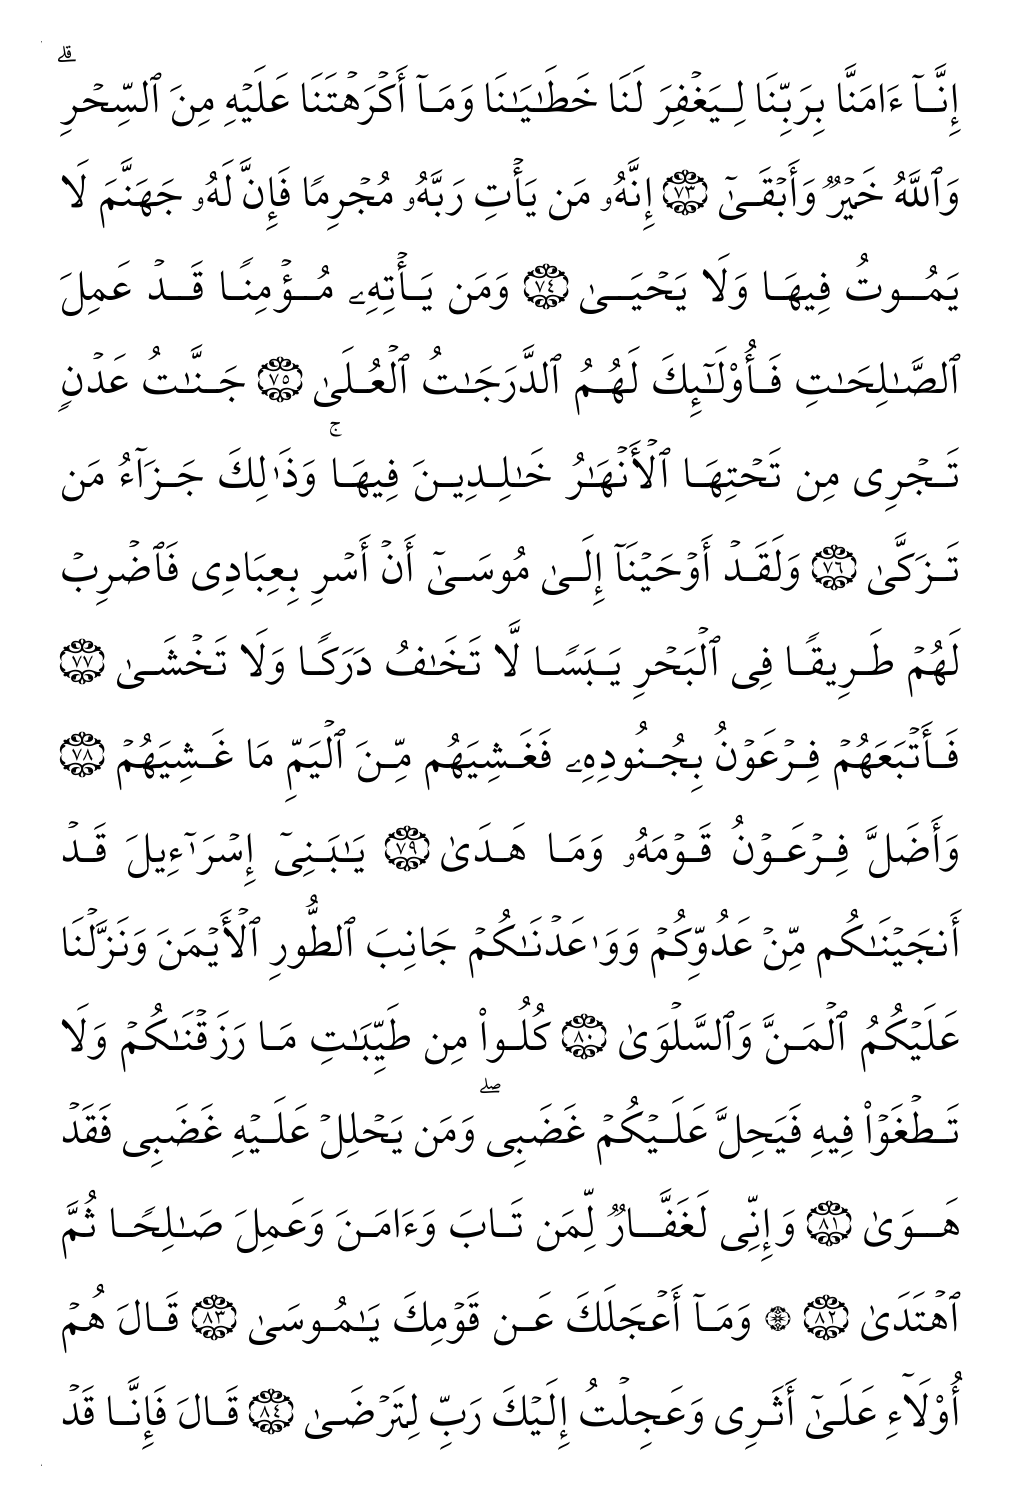 إِنَّآ ءَامَنَّا بِرَبِّنَا لِيَغْفِرَ لَنَا خَطَٰيَٰنَا وَمَآ أَكْرَهْتَنَا عَلَيْهِ مِنَ ٱلسِّحْرِ ۗ
وَٱللَّهُ خَيْرٌ وَأَبْقَىٰٓ ٧٣ إِنَّهُۥ مَن يَأْتِ رَبَّهُۥ مُجْرِمًا فَإِنَّ لَهُۥ جَهَنَّمَ لَا
يَمُوتُ فِيهَا وَلَا يَحْيَىٰ ٧٤ وَمَن يَأْتِهِۦ مُؤْمِنًا قَدْ عَمِلَ
ٱلصَّٰلِحَٰتِ فَأُو۟لَٰٓئِكَ لَهُمُ ٱلدَّرَجَٰتُ ٱلْعُلَىٰ ٧٥ جَنَّٰتُ عَدْنٍ
تَجْرِى مِن تَحْتِهَا ٱلْأَنْهَٰرُ خَٰلِدِينَ فِيهَا ۚ وَذَٰلِكَ جَزَآءُ مَن
تَزَكَّىٰ ٧٦ وَلَقَدْ أَوْحَيْنَآ إِلَىٰ مُوسَىٰٓ أَنْ أَسْرِ بِعِبَادِى فَٱضْرِبْ
لَهُمْ طَرِيقًا فِى ٱلْبَحْرِ يَبَسًا لَّا تَخَٰفُ دَرَكًا وَلَا تَخْشَىٰ ٧٧
فَأَتْبَعَهُمْ فِرْعَوْنُ بِجُنُودِهِۦ فَغَشِيَهُم مِّنَ ٱلْيَمِّ مَا غَشِيَهُمْ ٧٨
وَأَضَلَّ فِرْعَوْنُ قَوْمَهُۥ وَمَا هَدَىٰ ٧٩ يَٰبَنِىٓ إِسْرَٰٓءِيلَ قَدْ
أَنجَيْنَٰكُم مِّنْ عَدُوِّكُمْ وَوَٰعَدْنَٰكُمْ جَانِبَ ٱلطُّورِ ٱلْأَيْمَنَ وَنَزَّلْنَا
عَلَيْكُمُ ٱلْمَنَّ وَٱلسَّلْوَىٰ ٨٠ كُلُوا۟ مِن طَيِّبَٰتِ مَا رَزَقْنَٰكُمْ وَلَا
تَطْغَوْا۟ فِيهِ فَيَحِلَّ عَلَيْكُمْ غَضَبِى ۖ وَمَن يَحْلِلْ عَلَيْهِ غَضَبِى فَقَدْ
هَوَىٰ ٨١ وَإِنِّى لَغَفَّارٌ لِّمَن تَابَ وَءَامَنَ وَعَمِلَ صَٰلِحًا ثُمَّ
ٱهْتَدَىٰ ٨٢ ۞ وَمَآ أَعْجَلَكَ عَن قَوْمِكَ يَٰمُوسَىٰ ٨٣ قَالَ هُمْ
أُو۟لَآءِ عَلَىٰٓ أَثَرِى وَعَجِلْتُ إِلَيْكَ رَبِّ لِتَرْضَىٰ ٨٤ قَالَ فَإِنَّا قَدْ